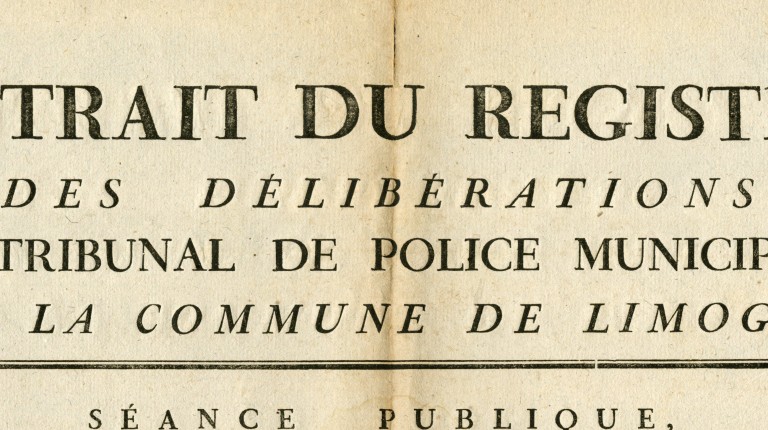 TRAIT DU REGIST
DES DÉLIBÉRATIONS
TRIBUNAL DE POLICE MUNICIP
LA COMMUNE DE LIMOG
SÉANCE PUBLIQUE,